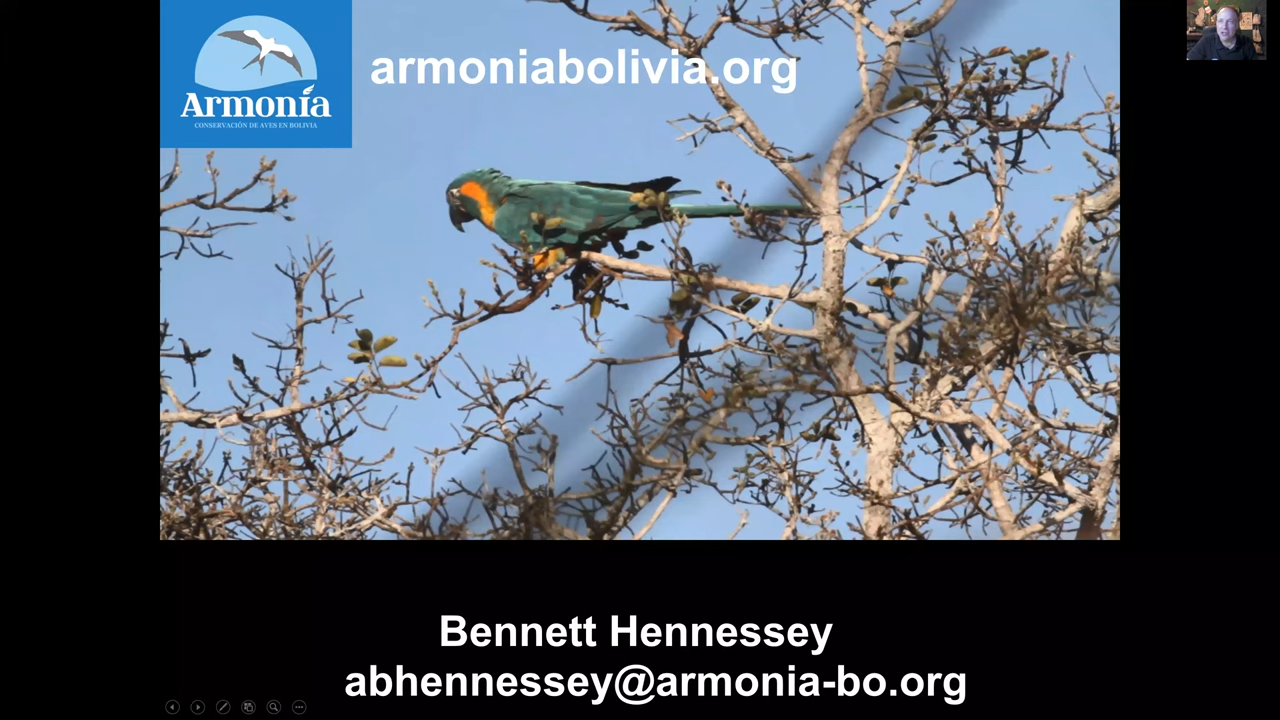 armoniabolivia.org
Armonía
CONSERVACIÓN DE AVES EN BOLIVIA
Bennett Hennessey
abhennessey@armonia-bo.org